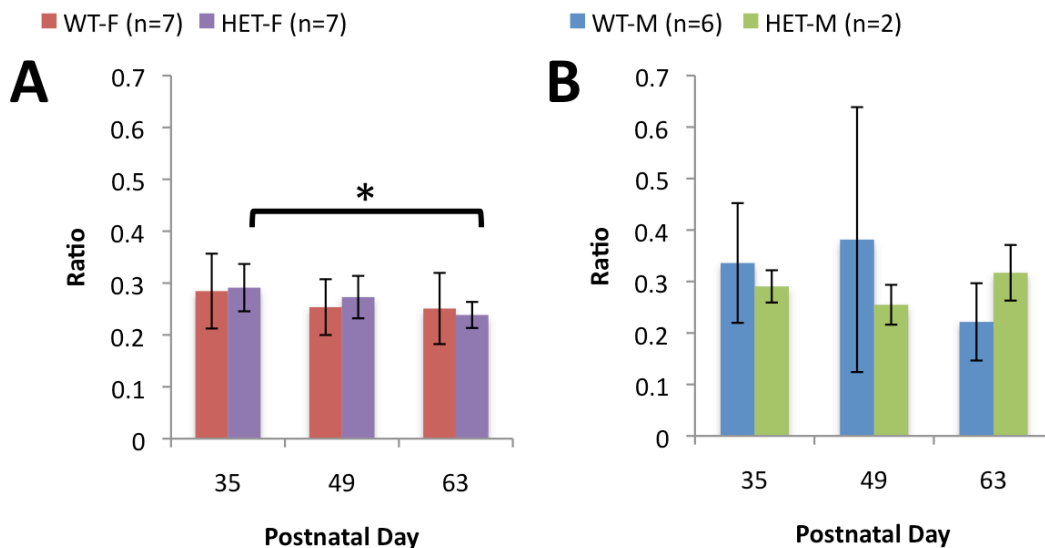 WT-F (n=7) HET-F (n=7)
WT-M (n=6) HET-M (n=2)
A
0.7
0.6
0.5
0.4
0.3
0.2
0.1
0
Ratio
*
35 49 63
Postnatal Day
B
0.7
0.6
0.5
0.4
0.3
0.2
0.1
0
Ratio
35 49 63
Postnatal Day